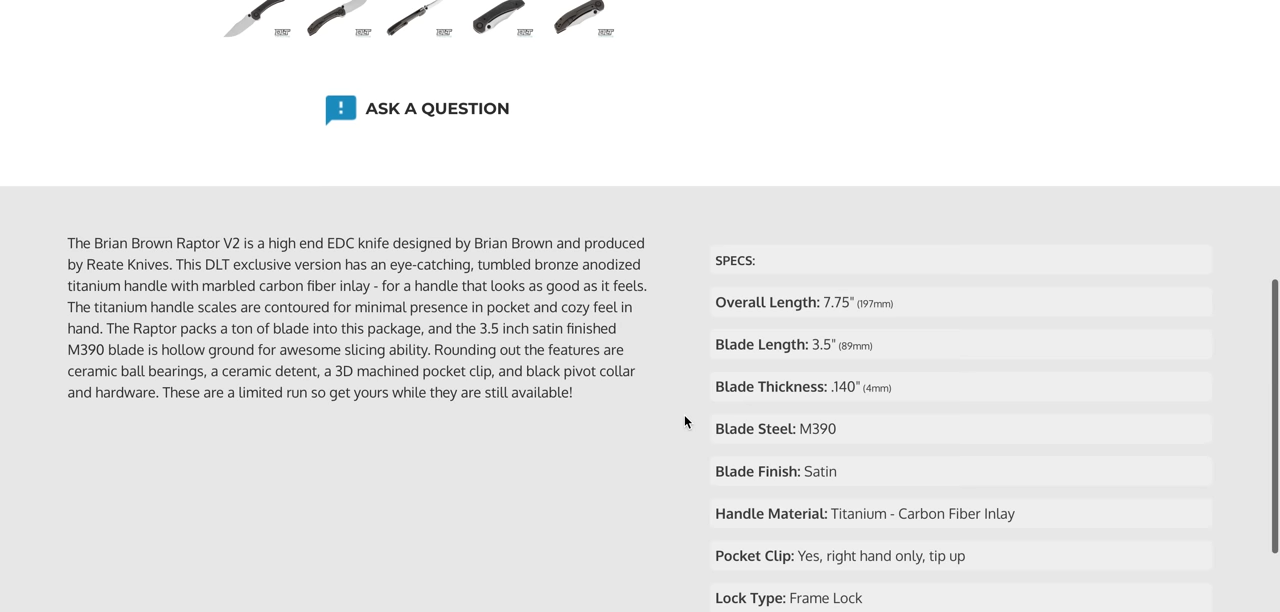 ASK A QUESTION
The Brian Brown Raptor V2 is a high end EDC knife designed by Brian Brown and produced
by Reate Knives. This DLT exclusive version has an eye-catching, tumbled bronze anodized
titanium handle with marbled carbon fiber inlay - for a handle that looks as good as it feels.
The titanium handle scales are contoured for minimal presence in pocket and cozy feel in
hand. The Raptor packs a ton of blade into this package, and the 3.5 inch satin finished
M390 blade is hollow ground for awesome slicing ability. Rounding out the features are
ceramic ball bearings, a ceramic detent, a 3D machined pocket clip, and black pivot collar
and hardware. These are a limited run so get yours while they are still available!
SPECS:
Overall Length: 7.75" (197mm)
Blade Length: 3.5" (89mm)
Blade Thickness: .140" (4mm)
Blade Steel: M390
Blade Finish: Satin
Handle Material: Titanium - Carbon Fiber Inlay
Pocket Clip: Yes, right hand only, tip up
Lock Type: Frame Lock